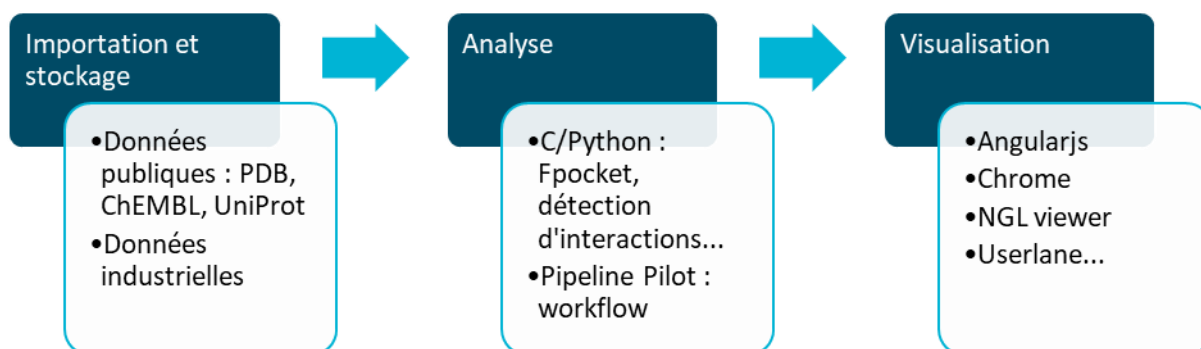 Importation et
stockage
•Données
publiques : PDB,
ChEMBL, UniProt
•Données
industrielles
Analyse
•C/Python :
Fpocket,
détection
d'interactions...
•Pipeline Pilot :
workflow
Visualisation
•Angularjs
•Chrome
•NGL viewer
•Userlane...